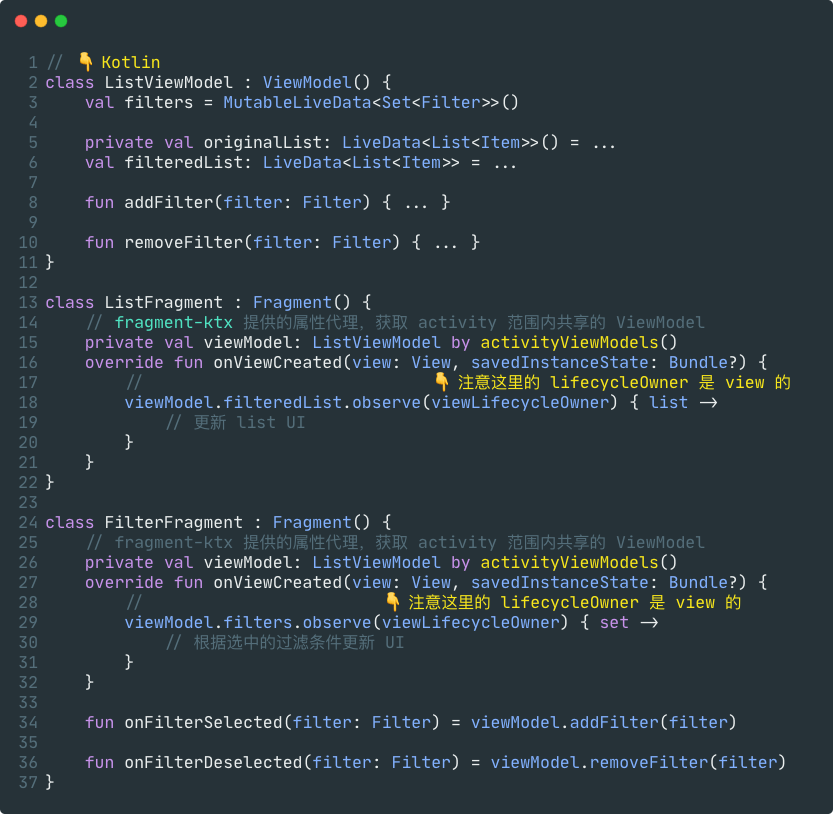 1 // 👇 Kotlin
2 class ListViewModel : ViewModel() {
3     val filters = MutableLiveData<Set<Filter>>()
4
5     private val originalList: LiveData<List<Item>>() = ...
6     val filteredList: LiveData<List<Item>> = ...
7
8     fun addFilter(filter: Filter) { ... }
9
10     fun removeFilter(filter: Filter) { ... }
11 }
12
13 class ListFragment : Fragment() {
14     // fragment-ktx 提供的属性代理，获取 activity 范围内共享的 ViewModel
15     private val viewModel: ListViewModel by activityViewModels()
16     override fun onViewCreated(view: View, savedInstanceState: Bundle?) {
17         //                              👇 注意这里的 lifecycleOwner 是 view 的
18         viewModel.filteredList.observe(viewLifecycleOwner) { list ->
19             // 更新 list UI
20         }
21     }
22 }
23
24 class FilterFragment : Fragment() {
25     // fragment-ktx 提供的属性代理，获取 activity 范围内共享的 ViewModel
26     private val viewModel: ListViewModel by activityViewModels()
27     override fun onViewCreated(view: View, savedInstanceState: Bundle?) {
28         //                         👇 注意这里的 lifecycleOwner 是 view 的
29         viewModel.filters.observe(viewLifecycleOwner) { set ->
30             // 根据选中的过滤条件更新 UI
31         }
32     }
33
34     fun onFilterSelected(filter: Filter) = viewModel.addFilter(filter)
35
36     fun onFilterDeselected(filter: Filter) = viewModel.removeFilter(filter)
37 }